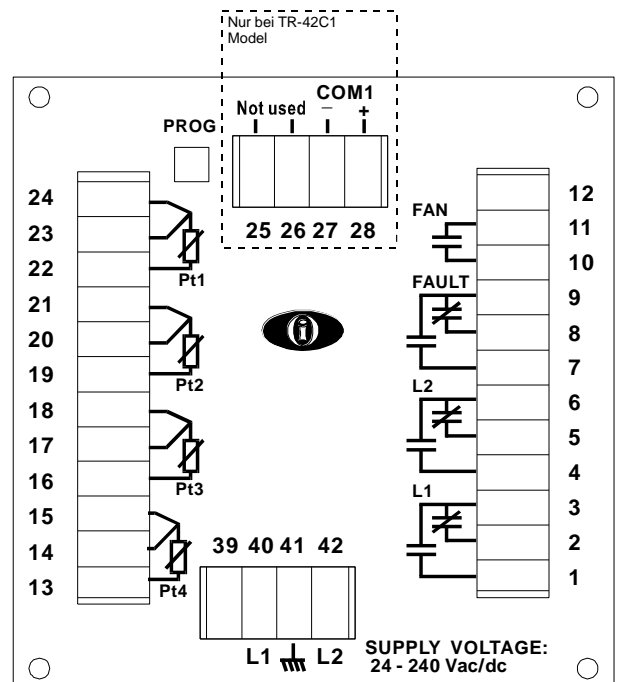 Nur bei TR-42C1
Model
COM1
Not used – +
PROG
25 26 27 28
24
23
22
Pt1
21
20
19
Pt2
18
17
16
Pt3
15
14
13
Pt4
12
FAN
11
10
FAULT
9
8
7
L2
6
5
4
L1
3
2
1
39 40 41 42
L1 L2
SUPPLY VOLTAGE:
24 - 240 Vac/dc